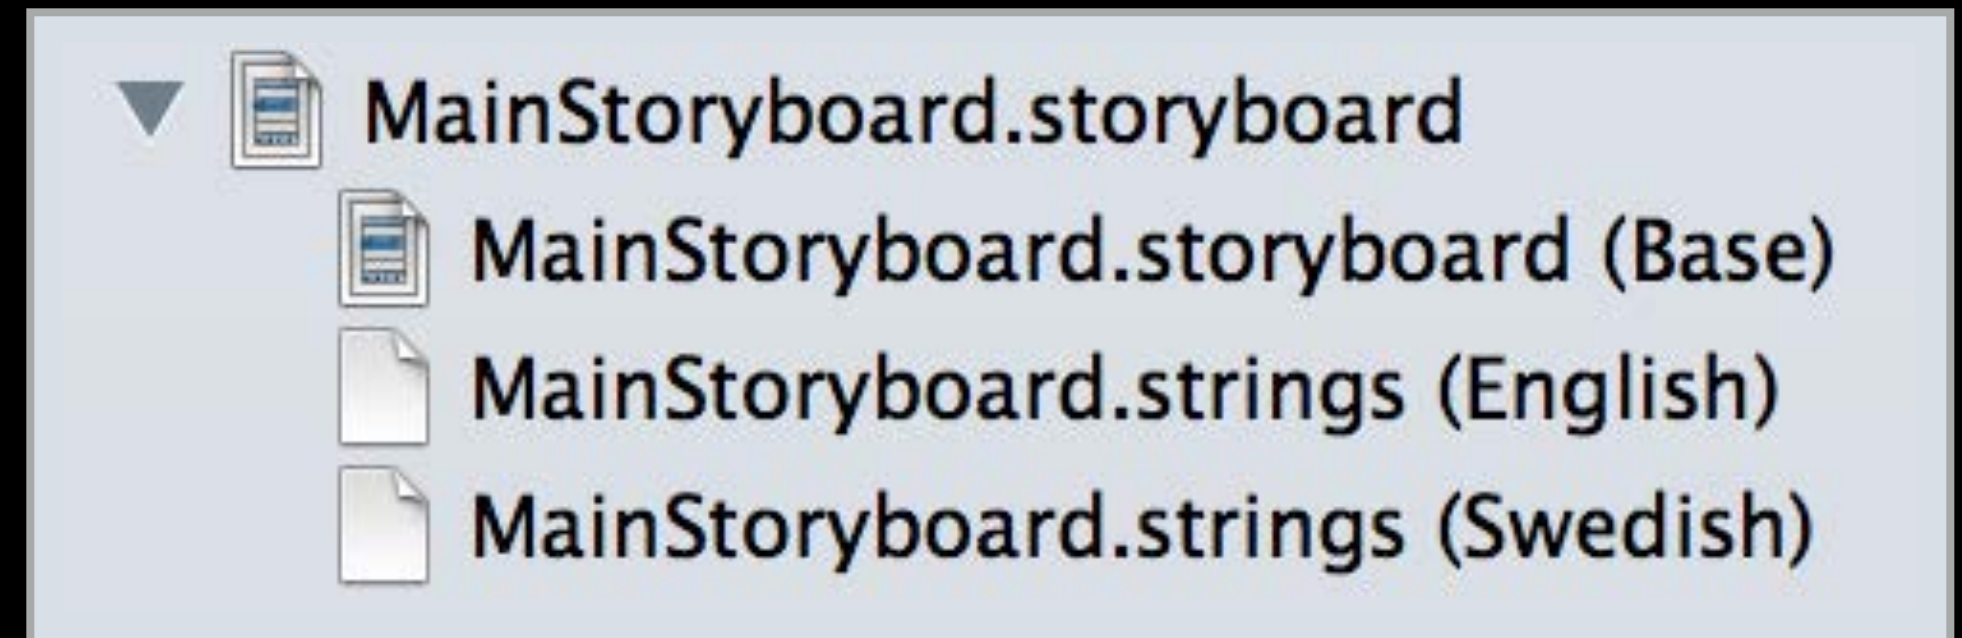 MainStoryboard.storyboard
MainStoryboard.storyboard (Base)
MainStoryboard.strings (English)
MainStoryboard.strings (Swedish)